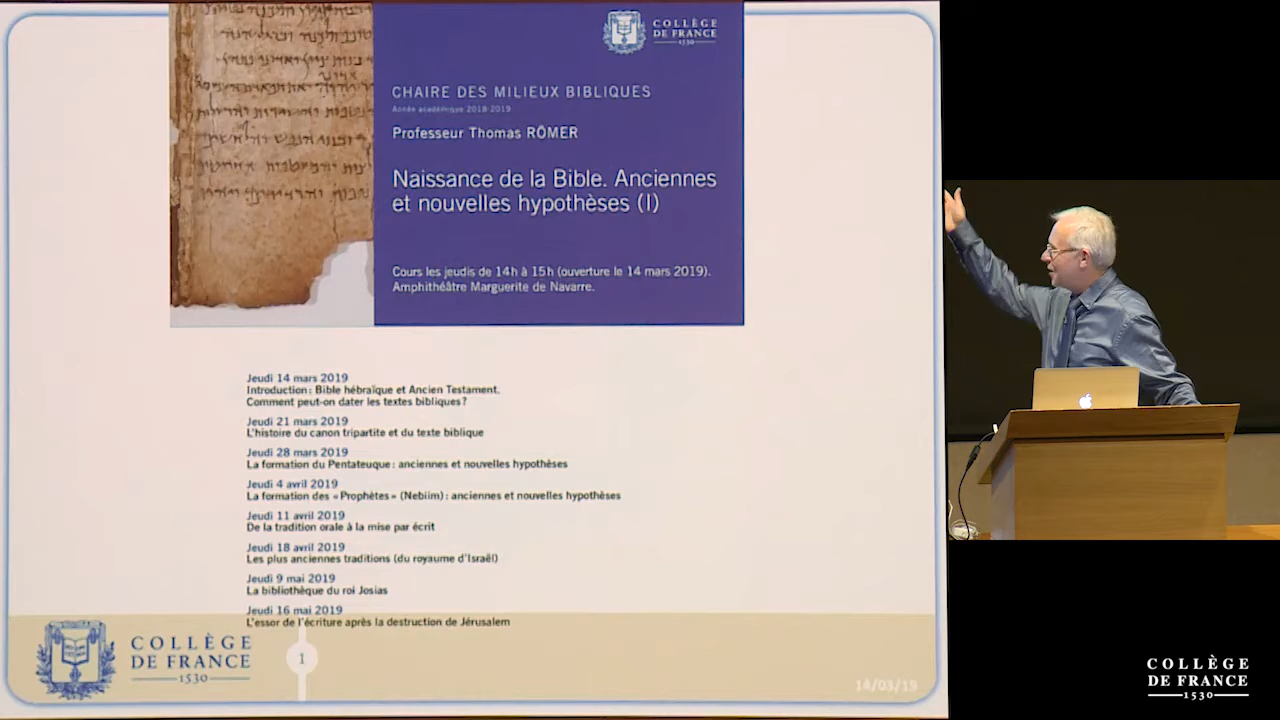 COLLÈGE
DE FRANCE
1530
CHAIRE DES MILIEUX BIBLIQUES
Année académique 2018-2019
Professeur Thomas RÖMER
Naissance de la Bible. Anciennes
et nouvelles hypothèses (I)
Cours les jeudis de 14h à 15h (ouverture le 14 mars 2019).
Amphithéâtre Marguerite de Navarre.
Jeudi 14 mars 2019
Introduction : Bible hébraïque et Ancien Testament.
Comment peut-on dater les textes bibliques ?
Jeudi 21 mars 2019
L'histoire du canon tripartite et du texte biblique
Jeudi 28 mars 2019
La formation du Pentateuque : anciennes et nouvelles hypothèses
Jeudi 4 avril 2019
La formation des « Prophètes » (Nebiim) : anciennes et nouvelles hypothèses
Jeudi 11 avril 2019
De la tradition orale à la mise par écrit
Jeudi 18 avril 2019
Les plus anciennes traditions (du royaume d'Israël)
Jeudi 9 mai 2019
La bibliothèque du roi Josias
Jeudi 16 mai 2019
L'essor de l'écriture après la destruction de Jérusalem
COLLÈGE
DE FRANCE
1530
1
14/03/19
COLLÈGE
DE FRANCE
1530